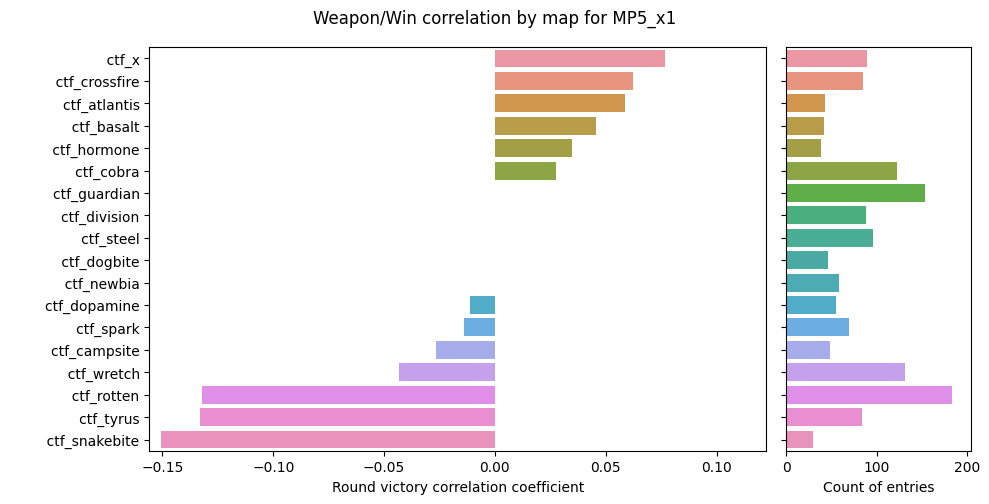 Weapon/Win correlation by map for MP5_x1
ctf_x
ctf_crossfire
ctf_atlantis
ctf_basalt
ctf_hormone
ctf_cobra
ctf_guardian
ctf_division
ctf_steel
ctf_dogbite
ctf_newbia
ctf_dopamine
ctf_spark
ctf_campsite
ctf_wretch
ctf_rotten
ctf_tyrus
ctf_snakebite
−0.15 −0.10 −0.05 0.00 0.05 0.10
Round victory correlation coefficient
0 100 200
Count of entries